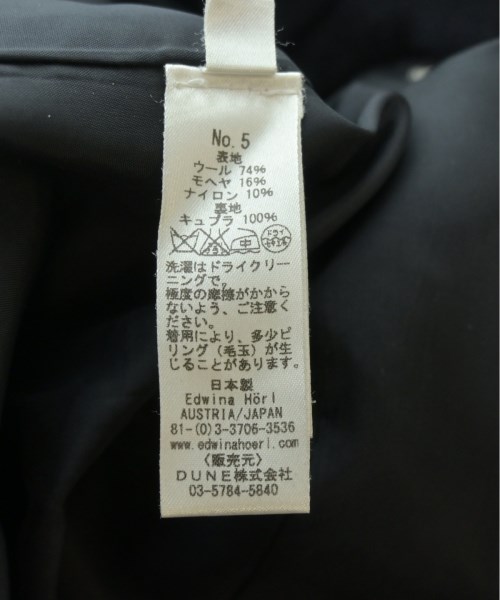 No.5
表地
ウール 74%
モヘヤ 16%
ナイロン 10%
裏地
キュプラ 100%
中 ドライ
洗濯はドライクリー
ニングで。
極度の摩擦がかから
ないよう、ご注意く
ださい。
着用により、多少ピ
リング(毛玉)が生
じることがあります。
日本製
Edwina Hörl
AUSTRIA/JAPAN
81-(0)3-3706-3536
www.edwinahoerl.com
〈販売元〉
DUNE株式会社
03-5784-5840